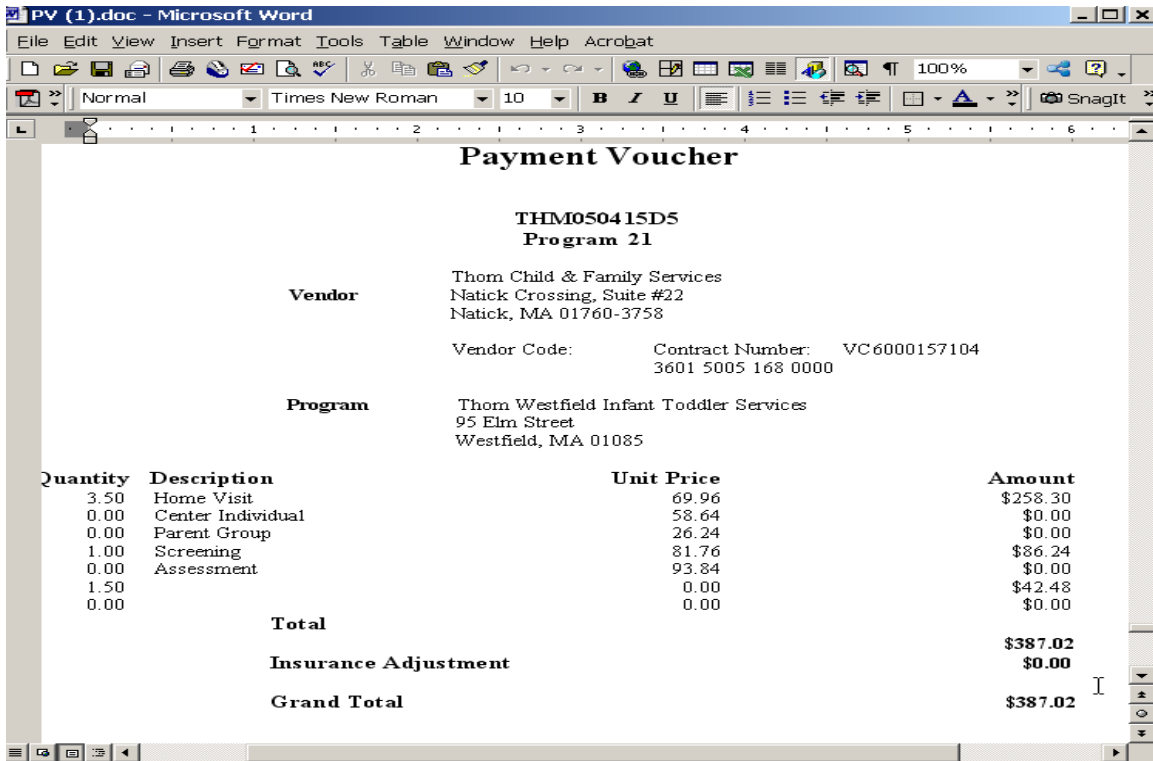 PV (1).doc - Microsoft Word
File Edit View Insert Format Tools Table Window Help Acrobat
100%
Normal Times New Roman 10 B I U SnagIt
1 2 3 4 5 6
Payment Voucher
THM050415D5
Program 21
Thom Child & Family Services
Vendor Natick Crossing, Suite #22
Natick, MA 01760-3758
Vendor Code: Contract Number: VC6000157104
3601 5005 168 0000
Program Thom Westfield Infant Toddler Services
95 Elm Street
Westfield, MA 01085
Quantity Description Unit Price Amount
3.50 Home Visit 69.96 $258.30
0.00 Center Individual 58.64 $0.00
0.00 Parent Group 26.24 $0.00
1.00 Screening 81.76 $86.24
0.00 Assessment 93.84 $0.00
1.50 0.00 $42.48
0.00 0.00 $0.00
Total
$387.02
Insurance Adjustment $0.00
Grand Total $387.02